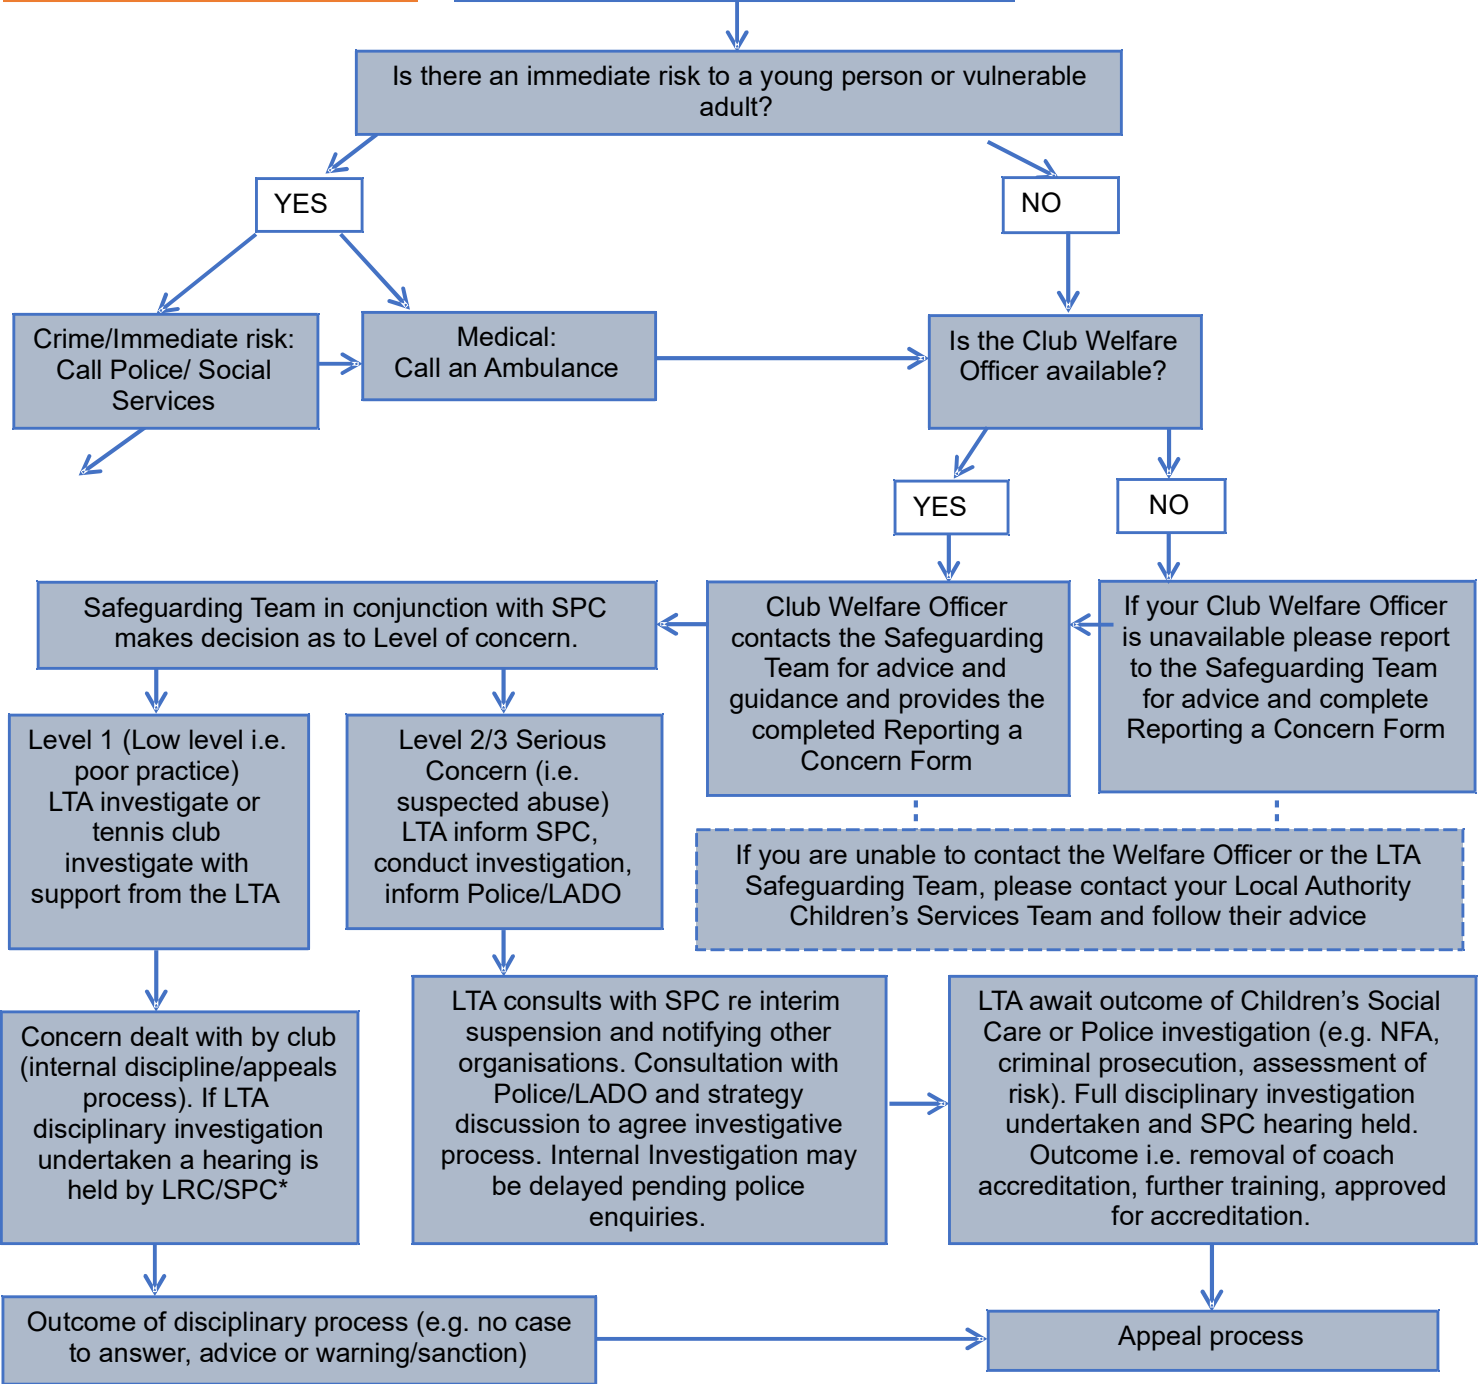 Is there an immediate risk to a young person or vulnerable
adult?
YES
NO
Crime/Immediate risk:
Call Police/ Social
Services
Medical:
Call an Ambulance
Is the Club Welfare
Officer available?
YES
NO
Safeguarding Team in conjunction with SPC
makes decision as to Level of concern.
Club Welfare Officer
contacts the Safeguarding
Team for advice and
guidance and provides the
completed Reporting a
Concern Form
If your Club Welfare Officer
is unavailable please report
to the Safeguarding Team
for advice and complete
Reporting a Concern Form
Level 1 (Low level i.e.
poor practice)
LTA investigate or
tennis club
investigate with
support from the LTA
Level 2/3 Serious
Concern (i.e.
suspected abuse)
LTA inform SPC,
conduct investigation,
inform Police/LADO
If you are unable to contact the Welfare Officer or the LTA
Safeguarding Team, please contact your Local Authority
Children’s Services Team and follow their advice
Concern dealt with by club
(internal discipline/appeals
process). If LTA
disciplinary investigation
undertaken a hearing is
held by LRC/SPC*
LTA consults with SPC re interim
suspension and notifying other
organisations. Consultation with
Police/LADO and strategy
discussion to agree investigative
process. Internal Investigation may
be delayed pending police
enquiries.
LTA await outcome of Children’s Social
Care or Police investigation (e.g. NFA,
criminal prosecution, assessment of
risk). Full disciplinary investigation
undertaken and SPC hearing held.
Outcome i.e. removal of coach
accreditation, further training, approved
for accreditation.
Outcome of disciplinary process (e.g. no case
to answer, advice or warning/sanction)
Appeal process